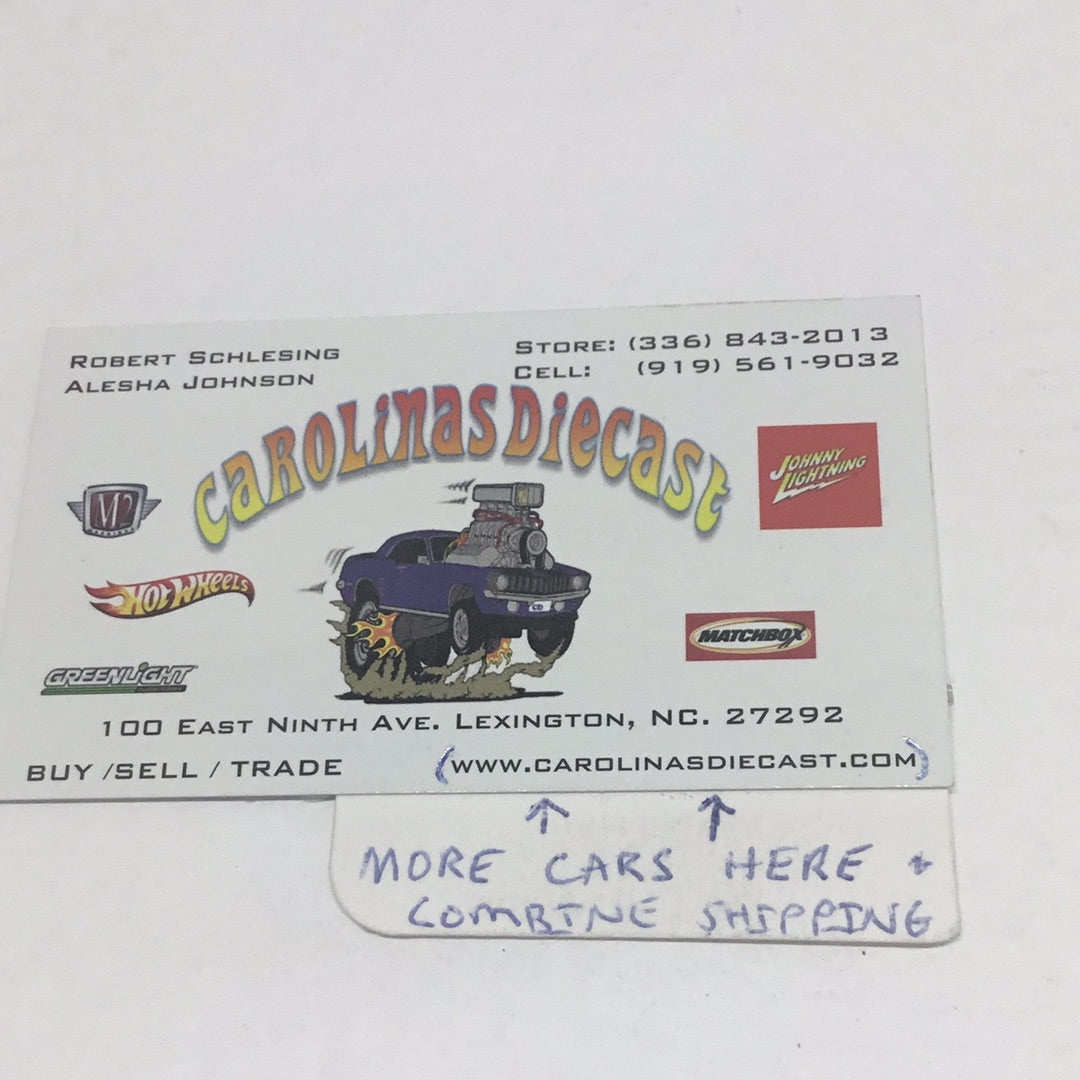 ROBERT SCHLESING
ALESHA JOHNSON
STORE: (336) 843-2013
CELL: (919) 561-9032
CAROLINAS DIECAST
M2
JOHNNY
LIGHTNING
HOT WHEELS
MATCHBOX
GREENLIGHT
100 EAST NINTH AVE. LEXINGTON, NC. 27292
BUY /SELL / TRADE
(WWW.CAROLINASDIECAST.COM)
↑ ↑
MORE CARS HERE +
COMBINE SHIPPING